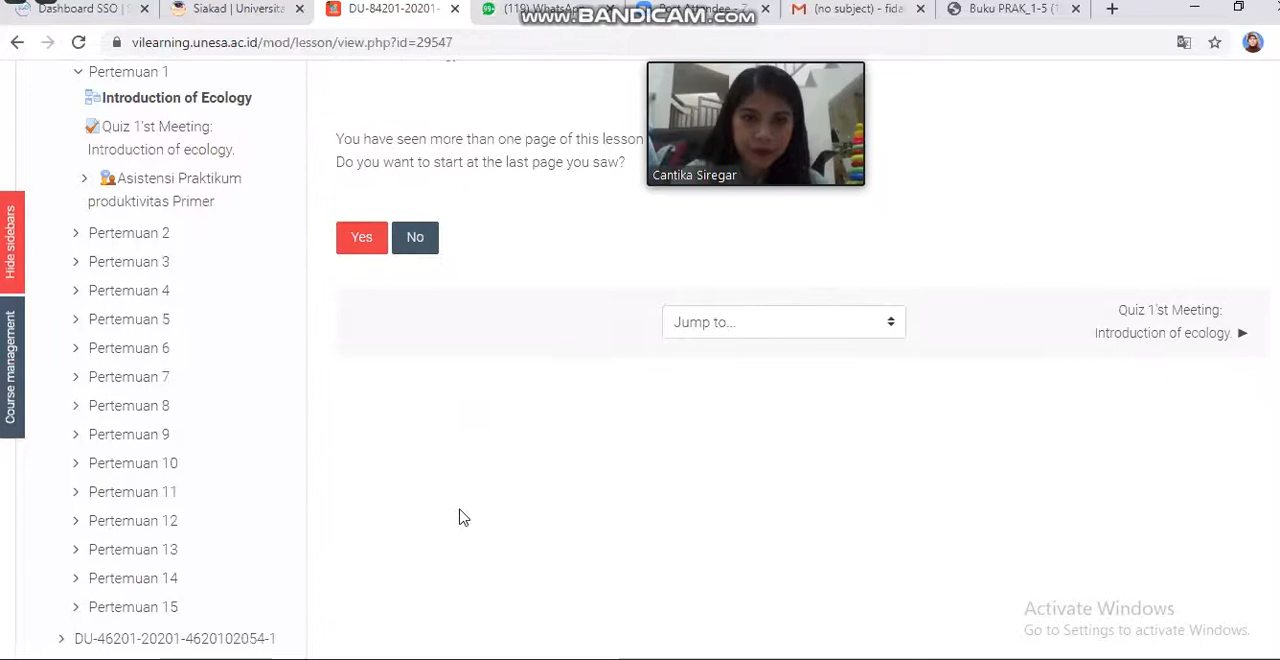 Dashboard SSO |
Siakad | Universita
DU-84201-20201-
(119) WhatsApp
Post Attendee - Z
(no subject) - fida
Buku PRAK_1-5 (1
www.BANDICAM.com
vilearning.unesa.ac.id/mod/lesson/view.php?id=29547
Pertemuan 1
Introduction of Ecology
Quiz 1'st Meeting:
Introduction of ecology.
Asistensi Praktikum
produktivitas Primer
Pertemuan 2
Pertemuan 3
Pertemuan 4
Pertemuan 5
Pertemuan 6
Pertemuan 7
Pertemuan 8
Pertemuan 9
Pertemuan 10
Pertemuan 11
Pertemuan 12
Pertemuan 13
Pertemuan 14
Pertemuan 15
DU-46201-20201-4620102054-1
Hide sidebars
Course management
You have seen more than one page of this lesson
Do you want to start at the last page you saw?
Cantika Siregar
Yes No
Jump to...
Quiz 1'st Meeting:
Introduction of ecology. ▶
Activate Windows
Go to Settings to activate Windows.